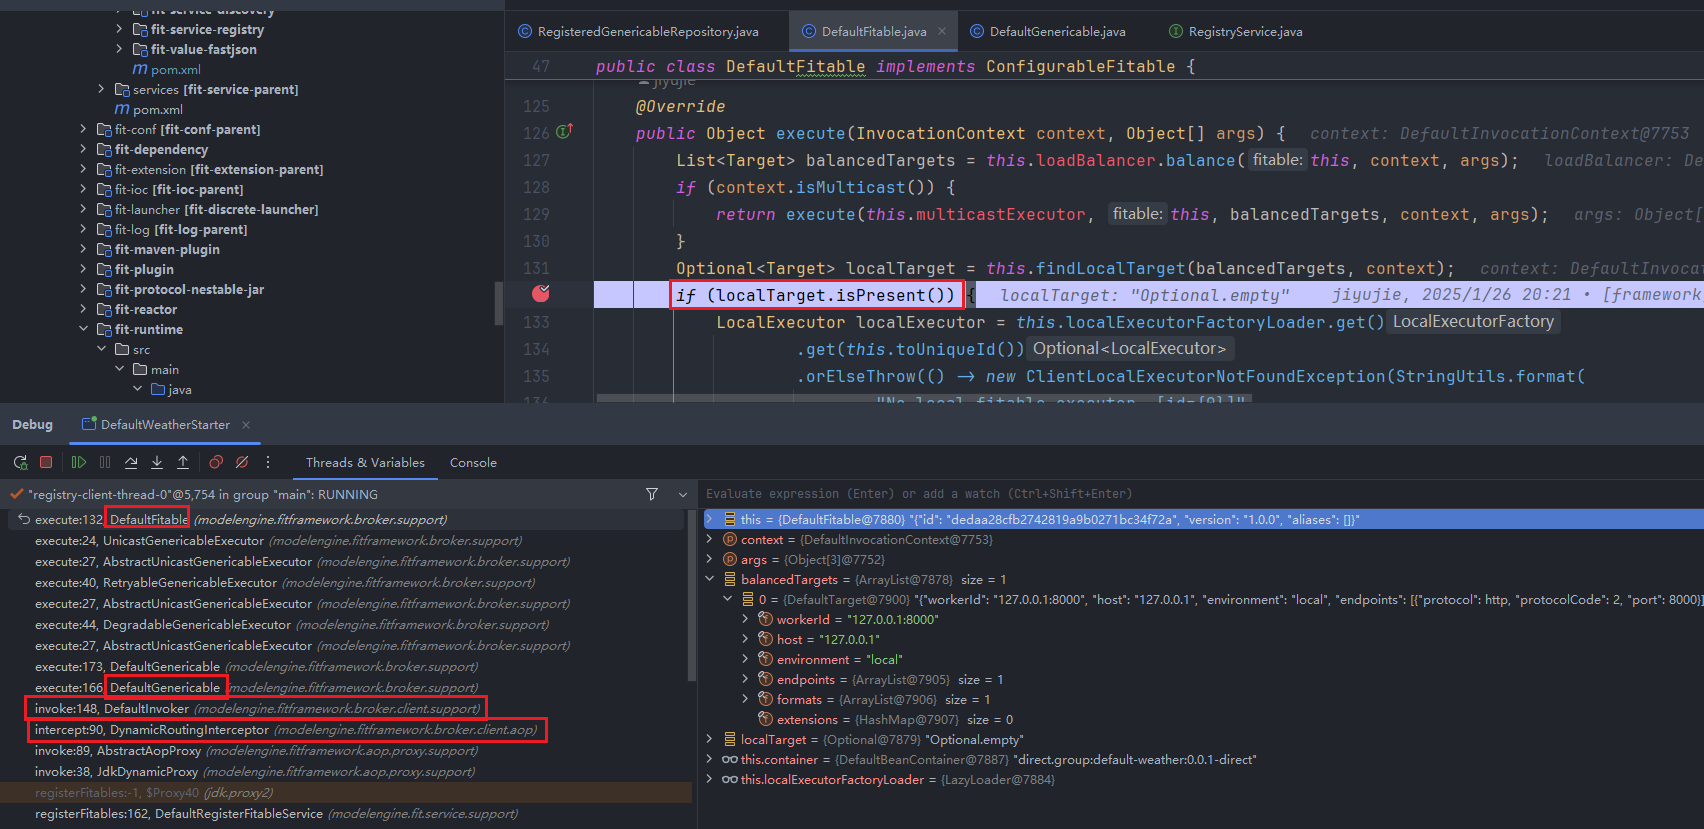 fit-service-discovery
fit-service-registry
fit-value-fastjson
pom.xml
services [fit-service-parent]
pom.xml
fit-conf [fit-conf-parent]
fit-dependency
fit-extension [fit-extension-parent]
fit-ioc [fit-ioc-parent]
fit-launcher [fit-discrete-launcher]
fit-log [fit-log-parent]
fit-maven-plugin
fit-plugin
fit-protocol-nestable-jar
fit-reactor
fit-runtime
src
main
java
RegisteredGenericableRepository.java
DefaultFitable.java
DefaultGenericable.java
RegistryService.java
47 public class DefaultFitable implements ConfigurableFitable {
jiyujie
125 @Override
126 public Object execute(InvocationContext context, Object[] args) { context: DefaultInvocationContext@7753
127 List<Target> balancedTargets = this.loadBalancer.balance( fitable: this, context, args); loadBalancer: De
128 if (context.isMulticast()) {
129 return execute(this.multicastExecutor, fitable: this, balancedTargets, context, args); args: Object[
130 }
131 Optional<Target> localTarget = this.findLocalTarget(balancedTargets, context); context: DefaultInvoca
if (localTarget.isPresent()) { localTarget: "Optional.empty" jiyujie, 2025/1/26 20:21 • [framework
133 LocalExecutor localExecutor = this.localExecutorFactoryLoader.get() LocalExecutorFactory
134 .get(this.toUniqueId()) Optional<LocalExecutor>
135 .orElseThrow(() -> new ClientLocalExecutorNotFoundException(StringUtils.format(
136 "No local fitable executor. [id={0}]"
Debug
DefaultWeatherStarter
Threads & Variables
Console
"registry-client-thread-0"@5,754 in group "main": RUNNING
execute:132, DefaultFitable (modelengine.fitframework.broker.support)
execute:24, UnicastGenericableExecutor (modelengine.fitframework.broker.support)
execute:27, AbstractUnicastGenericableExecutor (modelengine.fitframework.broker.support)
execute:40, RetryableGenericableExecutor (modelengine.fitframework.broker.support)
execute:27, AbstractUnicastGenericableExecutor (modelengine.fitframework.broker.support)
execute:44, DegradableGenericableExecutor (modelengine.fitframework.broker.support)
execute:27, AbstractUnicastGenericableExecutor (modelengine.fitframework.broker.support)
execute:173, DefaultGenericable (modelengine.fitframework.broker.support)
execute:166, DefaultGenericable (modelengine.fitframework.broker.support)
invoke:148, DefaultInvoker (modelengine.fitframework.broker.client.support)
intercept:90, DynamicRoutingInterceptor (modelengine.fitframework.broker.client.aop)
invoke:89, AbstractAopProxy (modelengine.fitframework.aop.proxy.support)
invoke:38, JdkDynamicProxy (modelengine.fitframework.aop.proxy.support)
registerFitables:-1, $Proxy40 (jdk.proxy2)
registerFitables:162, DefaultRegisterFitableService (modelengine.fit.service.support)
Evaluate expression (Enter) or add a watch (Ctrl+Shift+Enter)
this = {DefaultFitable@7880} "{"id": "dedaa28cfb2742819a9b0271bc34f72a", "version": "1.0.0", "aliases": []}"
context = {DefaultInvocationContext@7753}
args = {Object[3]@7752}
balancedTargets = {ArrayList@7878} size = 1
0 = {DefaultTarget@7900} "{"workerId": "127.0.0.1:8000", "host": "127.0.0.1", "environment": "local", "endpoints": [{"protocol": http, "protocolCode": 2, "port": 8000}]
workerId = "127.0.0.1:8000"
host = "127.0.0.1"
environment = "local"
endpoints = {ArrayList@7905} size = 1
formats = {ArrayList@7906} size = 1
extensions = {HashMap@7907} size = 0
localTarget = {Optional@7879} "Optional.empty"
this.container = {DefaultBeanContainer@7887} "direct.group:default-weather:0.0.1-direct"
this.localExecutorFactoryLoader = {LazyLoader@7884}